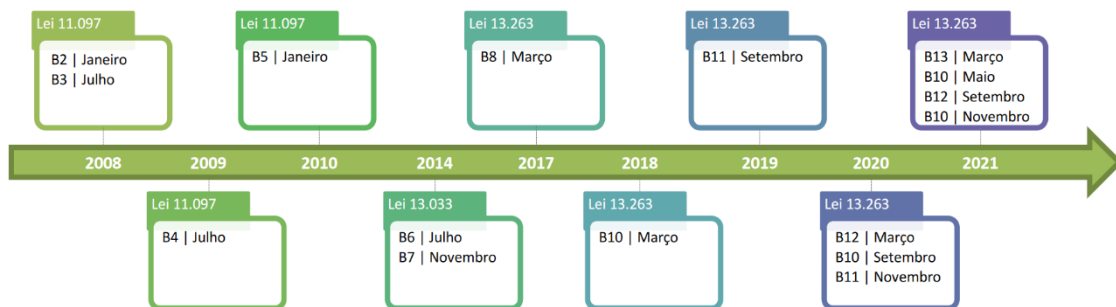 Lei 11.097
B2 | Janeiro
B3 | Julho
Lei 11.097
B5 | Janeiro
Lei 13.263
B8 | Março
Lei 13.263
B11 | Setembro
Lei 13.263
B13 | Março
B10 | Maio
B12 | Setembro
B10 | Novembro
2008 2009 2010 2014 2017 2018 2019 2020 2021
Lei 11.097
B4 | Julho
Lei 13.033
B6 | Julho
B7 | Novembro
Lei 13.263
B10 | Março
Lei 13.263
B12 | Março
B10 | Setembro
B11 | Novembro